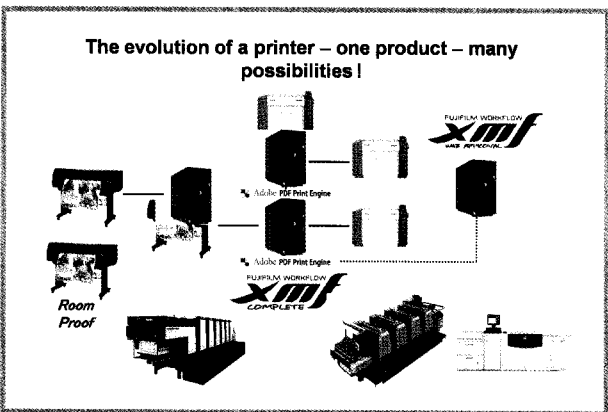 The evolution of a printer – one product – many
possibilities !
FUJIFILM WORKFLOW
xmf
Adobe PDF Print Engine
Adobe PDF Print Engine
FUJIFILM WORKFLOW
xmf
COMPLETE
Room
Proof